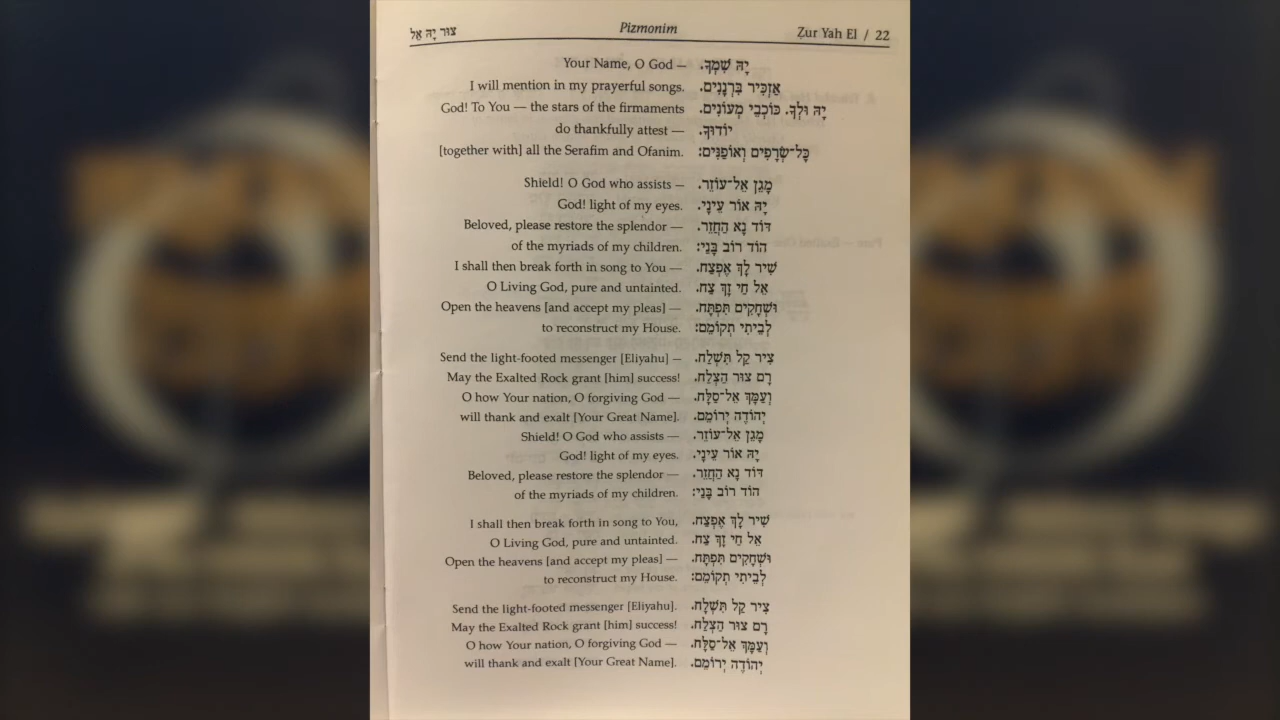 צוּר יָהּ אֵל Pizmonim Ẓur Yah El / 22
Your Name, O God — יָהּ שִׁמְךָ.
I will mention in my prayerful songs. אַזְכִּיר בִּרְנָנִים.
God! To You — the stars of the firmaments יָהּ וּלְךָ. כּוֹכְבֵי מְעוֹנִים.
do thankfully attest — יוֹדוּךָ.
[together with] all the Serafim and Ofanim. כָּל־שְׂרָפִים וְאוֹפַנִּים:
Shield! O God who assists — מָגֵן אֵל־עוֹזֵר.
God! light of my eyes. יָהּ אוֹר עֵינָי.
Beloved, please restore the splendor — דּוֹד נָא הַחֲזֵר.
of the myriads of my children. הוֹד רוֹב בָּנַי:
I shall then break forth in song to You — שִׁיר לָךְ אֶפְצַח.
O Living God, pure and untainted. אֵל חַי זָךְ צַח.
Open the heavens [and accept my pleas] — וּשְׁחָקִים תִּפְתָּח.
to reconstruct my House. לְבֵיתִי תְקוֹמֵם:
Send the light-footed messenger [Eliyahu] — צִיר קַל תִּשְׁלַח.
May the Exalted Rock grant [him] success! רָם צוּר הַצְלַח.
O how Your nation, O forgiving God — וְעַמָּךְ אֵל־סַלָּח.
will thank and exalt [Your Great Name]. יְהוֹדֶה יְרוֹמֵם.
Shield! O God who assists — מָגֵן אֵל־עוֹזֵר.
God! light of my eyes. יָהּ אוֹר עֵינָי.
Beloved, please restore the splendor — דּוֹד נָא הַחֲזֵר.
of the myriads of my children. הוֹד רוֹב בָּנַי:
I shall then break forth in song to You, שִׁיר לָךְ אֶפְצַח.
O Living God, pure and untainted. אֵל חַי זָךְ צַח.
Open the heavens [and accept my pleas] — וּשְׁחָקִים תִּפְתָּח.
to reconstruct my House. לְבֵיתִי תְקוֹמֵם:
Send the light-footed messenger [Eliyahu]. צִיר קַל תִּשְׁלָח.
May the Exalted Rock grant [him] success! רָם צוּר הַצְלַח.
O how Your nation, O forgiving God — וְעַמָּךְ אֵל־סַלָּח.
will thank and exalt [Your Great Name]. יְהוֹדֶה יְרוֹמֵם.